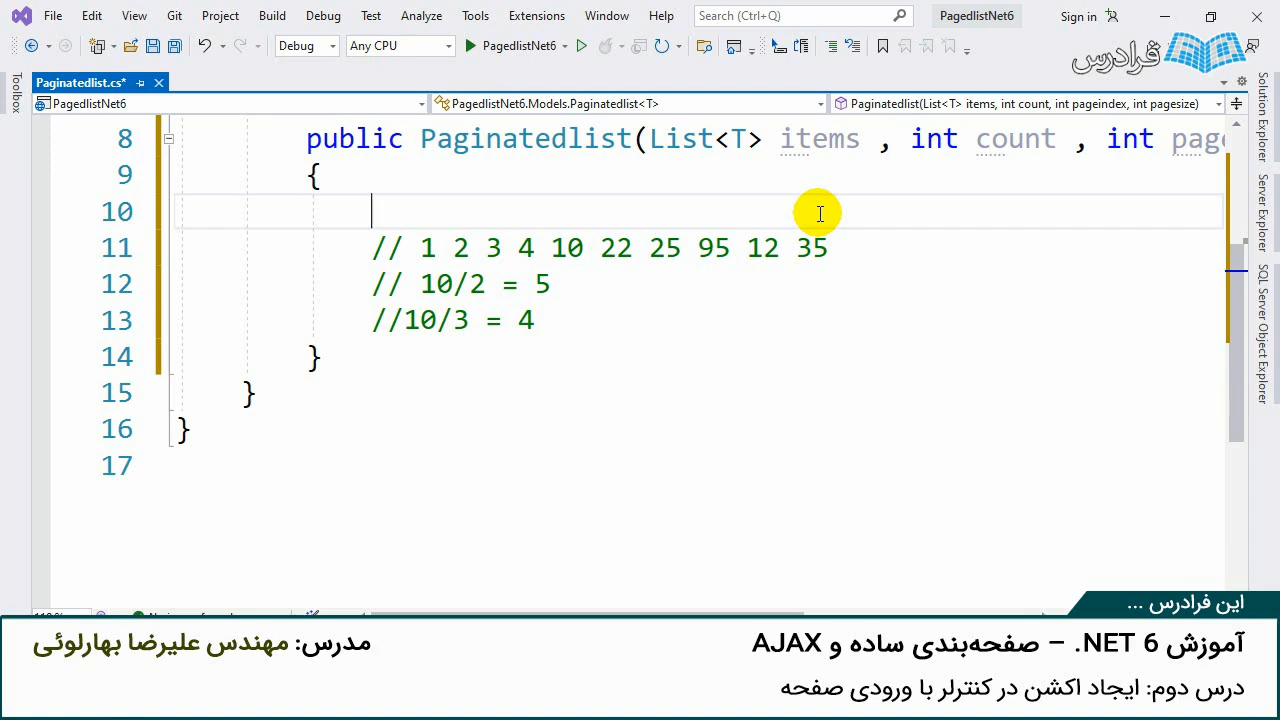 File Edit View Git Project Build Debug Test Analyze Tools Extensions Window Help Search (Ctrl+Q) PagedlistNet6 Sign in
Debug Any CPU PagedlistNet6
فرادرس
Paginatedlist.cs*
PagedlistNet6 PagedlistNet6.Models.Paginatedlist<T> Paginatedlist(List<T> items, int count, int pageindex, int pagesize)
Toolbox
Solution Explorer
Server Explorer
SQL Server Object Explorer
8 public Paginatedlist(List<T> items , int count , int page
9 {
10
11 // 1 2 3 4 10 22 25 95 12 35
12 // 10/2 = 5
13 //10/3 = 4
14 }
15 }
16 }
17
این فرادرس ...
آموزش NET 6. – صفحه‌بندی ساده و AJAX
مدرس: مهندس علیرضا بهارلوئی
درس دوم: ایجاد اکشن در کنترلر با ورودی صفحه